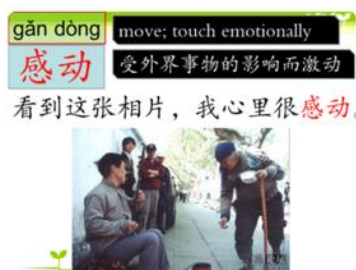 gǎn dòng
move; touch emotionally
感动
受外界事物的影响而激动
看到这张相片，我心里很感动。